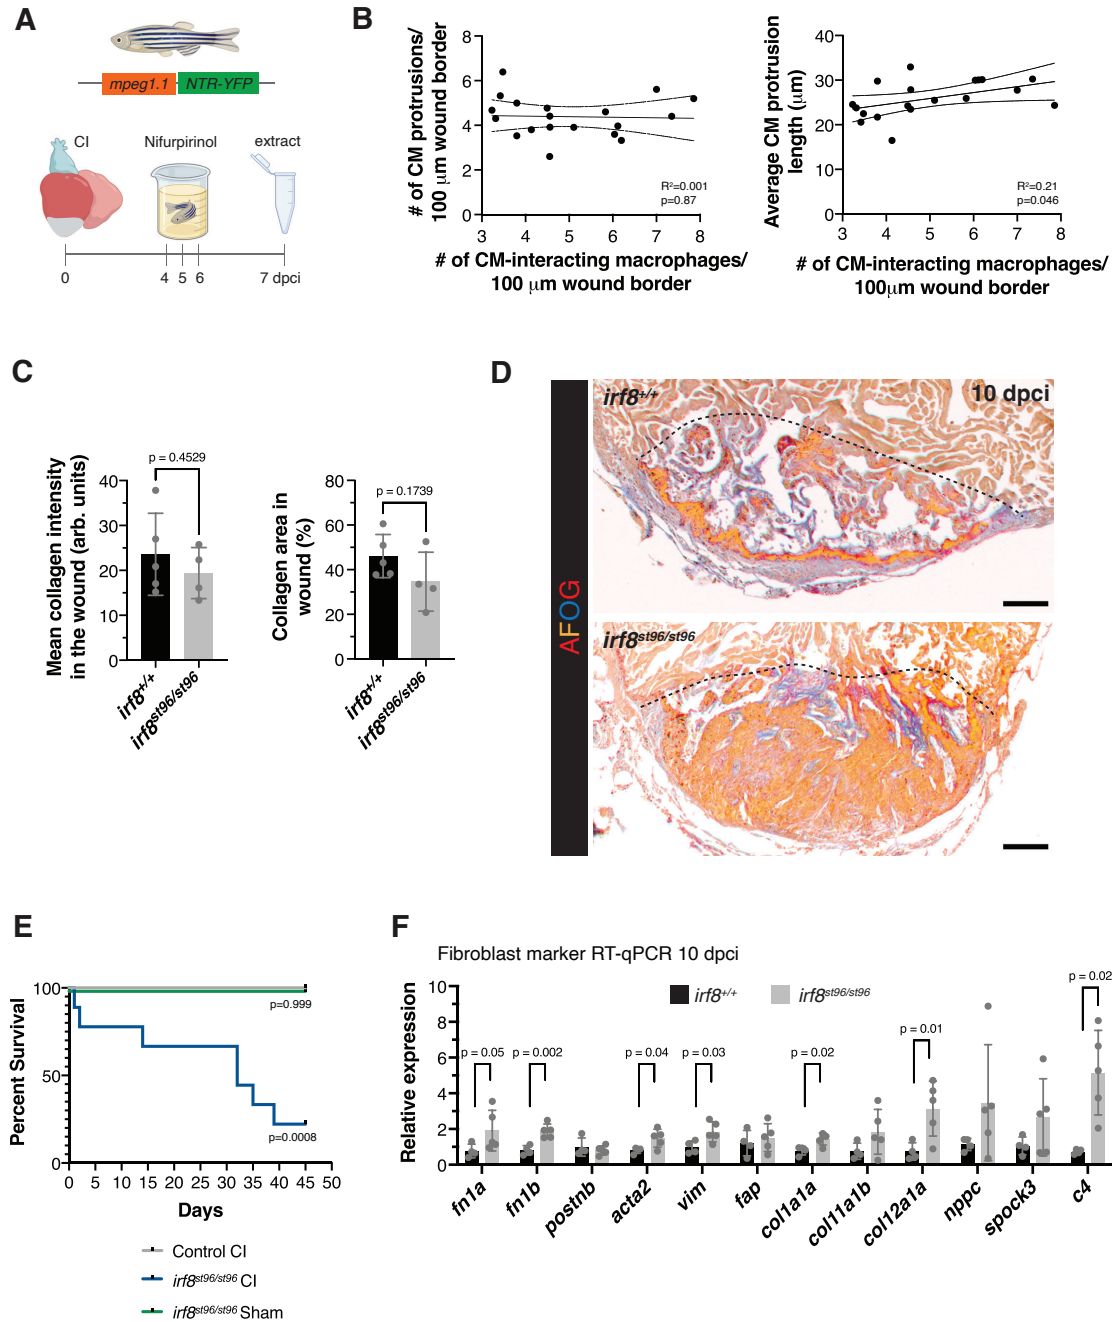 A
mpeg1.1 NTR-YFP
CI Nifurpirinol extract
0 4 5 6 7 dpci
B
# of CM protrusions/
100 μm wound border
8
6
4
2
0
R²=0.001
p=0.87
3 4 5 6 7 8
# of CM-interacting macrophages/
100 μm wound border
Average CM protrusion
length (μm)
40
30
20
10
0
R²=0.21
p=0.046
3 4 5 6 7 8
# of CM-interacting macrophages/
100μm wound border
C
Mean collagen intensity
in the wound (arb. units)
p = 0.4529
40
30
20
10
0
irf8+/+
irf8st96/st96
Collagen area in
wound (%)
p = 0.1739
80
60
40
20
0
irf8+/+
irf8st96/st96
D
AFOG
irf8+/+
10 dpci
irf8st96/st96
E
Percent Survival
100
50
0
p=0.999
p=0.0008
0 5 10 15 20 25 30 35 40 45 50
Days
Control CI
irf8st96/st96 CI
irf8st96/st96 Sham
F
Fibroblast marker RT-qPCR 10 dpci
Relative expression
10
8
6
4
2
0
irf8+/+
irf8st96/st96
p = 0.05
p = 0.002
p = 0.04
p = 0.03
p = 0.02
p = 0.01
p = 0.02
fn1a
fn1b
postnb
acta2
vim
fap
col1a1a
col11a1b
col12a1a
nppc
spock3
c4